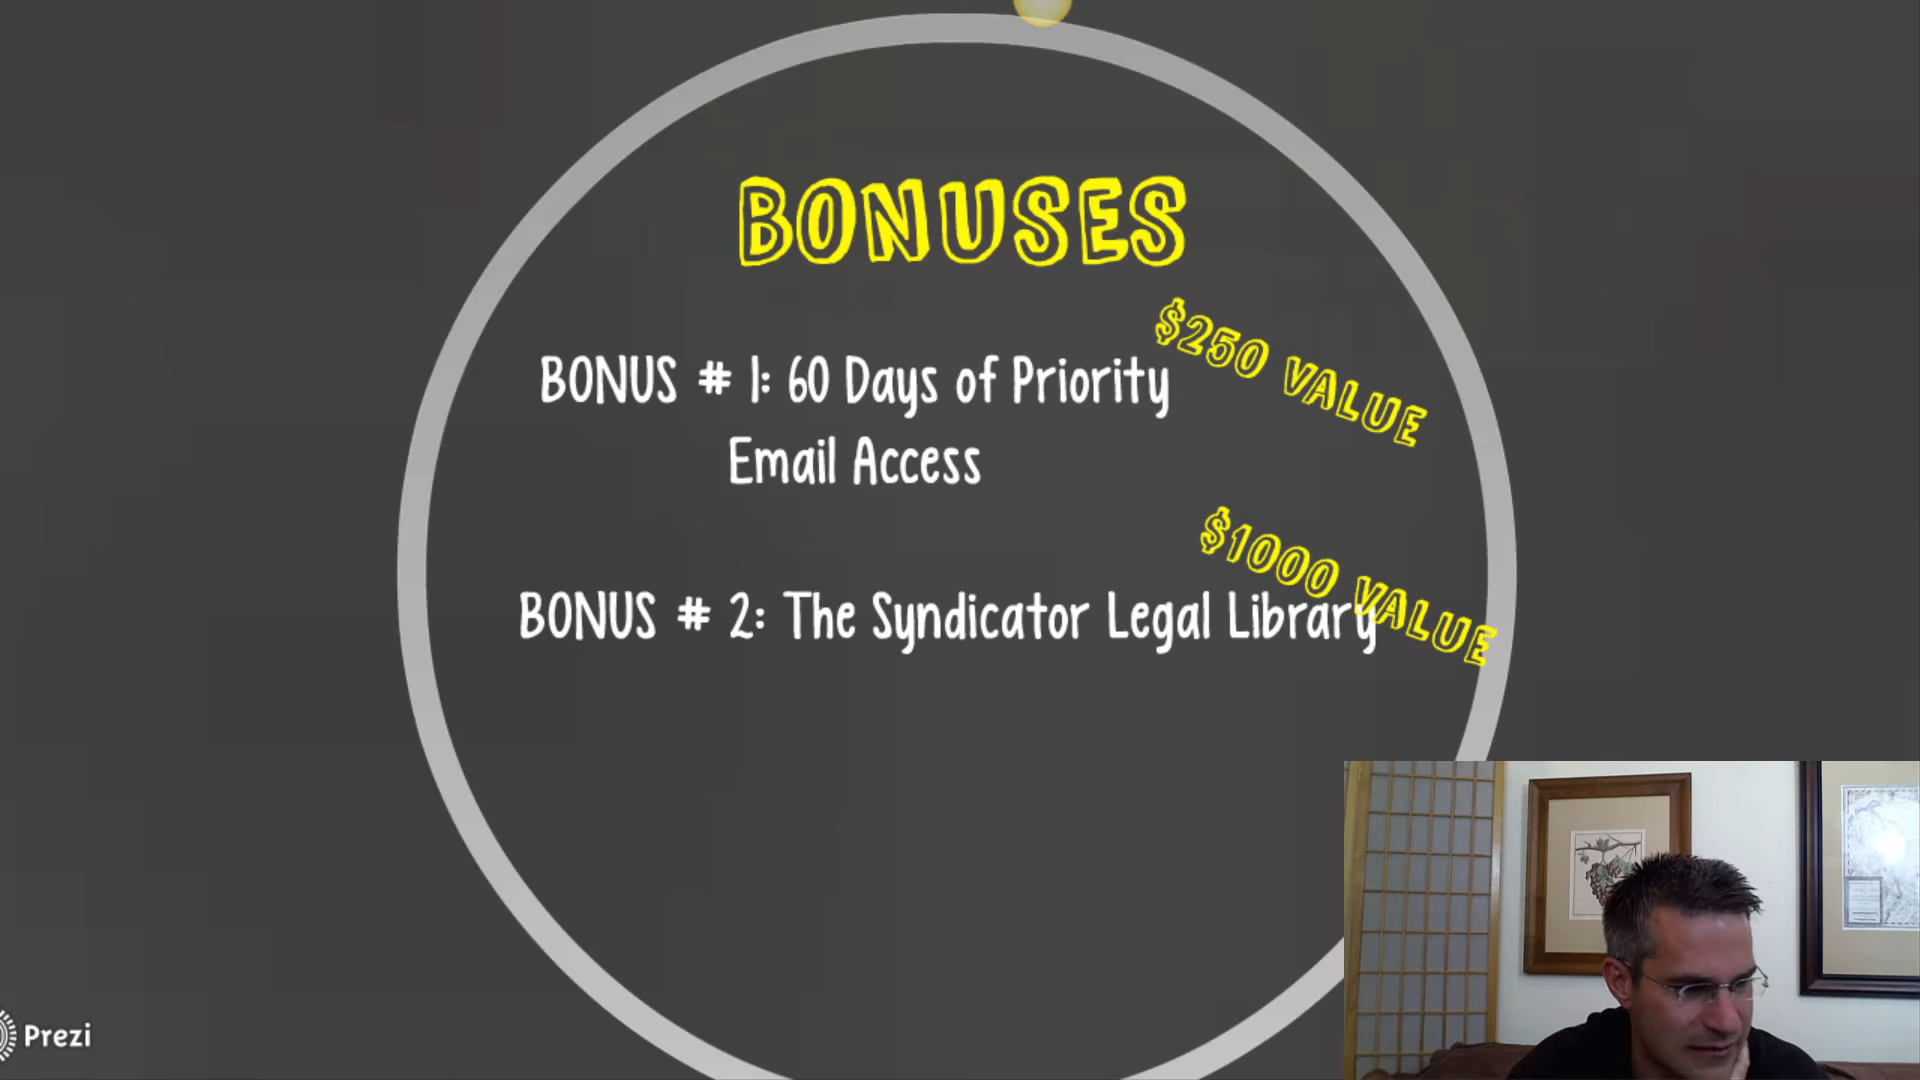 BONUSES
$250 VALUE
BONUS # 1: 60 Days of Priority
Email Access
$1000 VALUE
BONUS # 2: The Syndicator Legal Library
Prezi